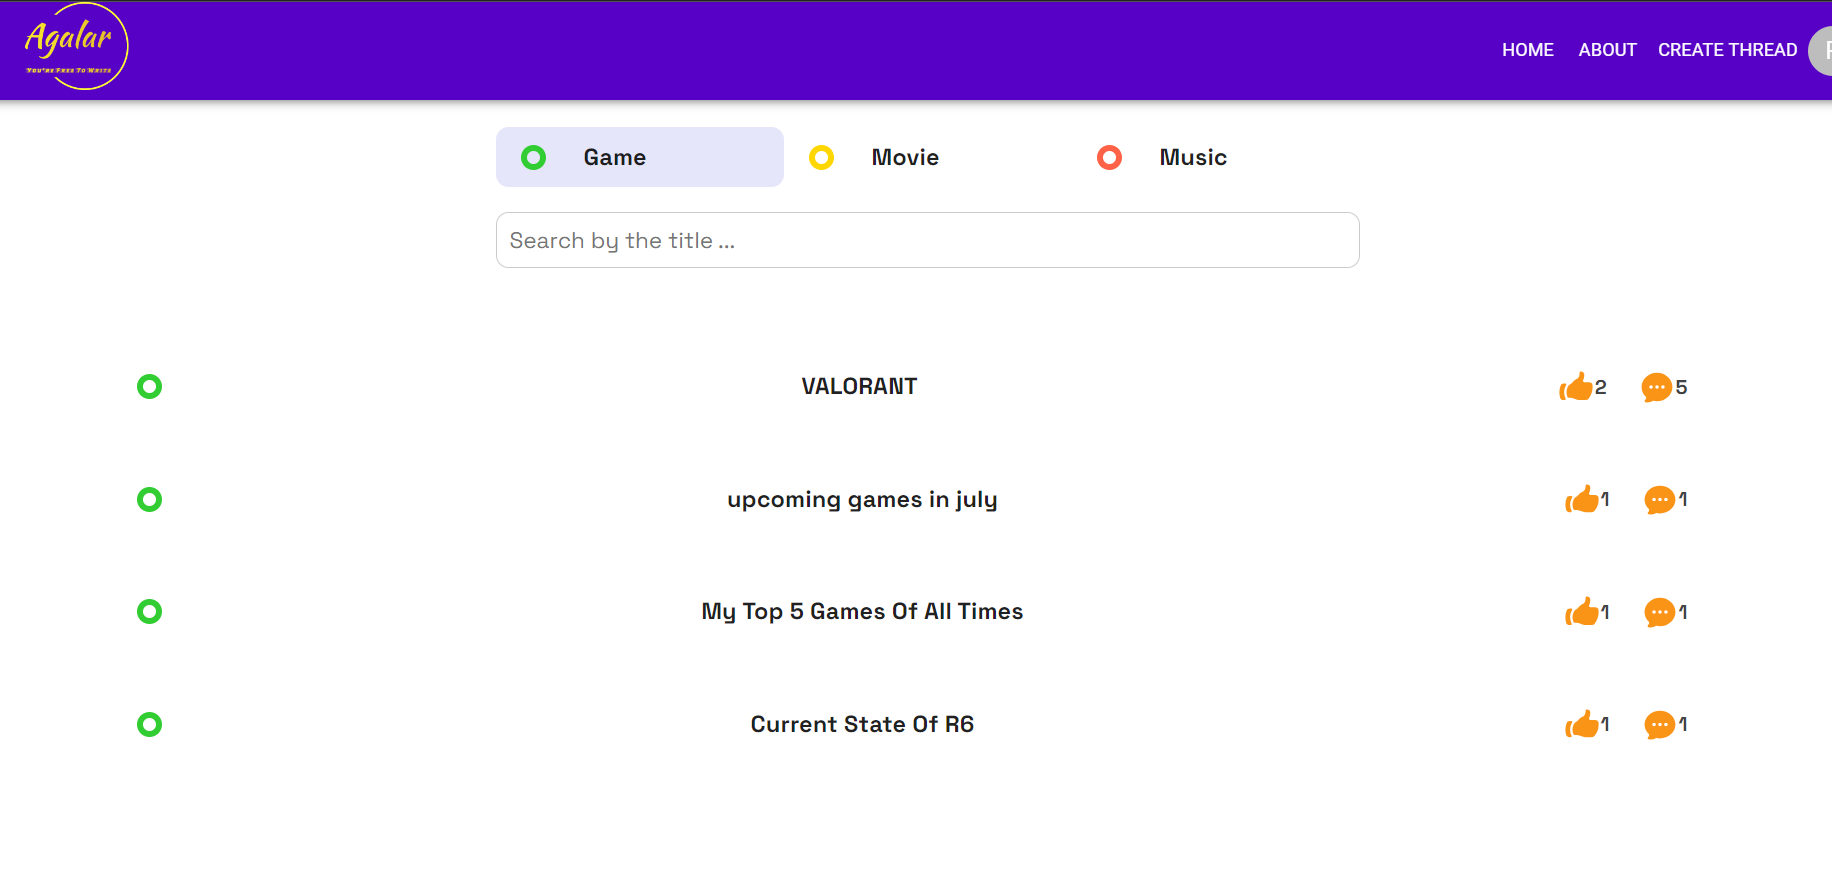 Agalar
You're Free To Write
HOME ABOUT CREATE THREAD
Game Movie Music
Search by the title ...
VALORANT 2 5
upcoming games in july 1 1
My Top 5 Games Of All Times 1 1
Current State Of R6 1 1